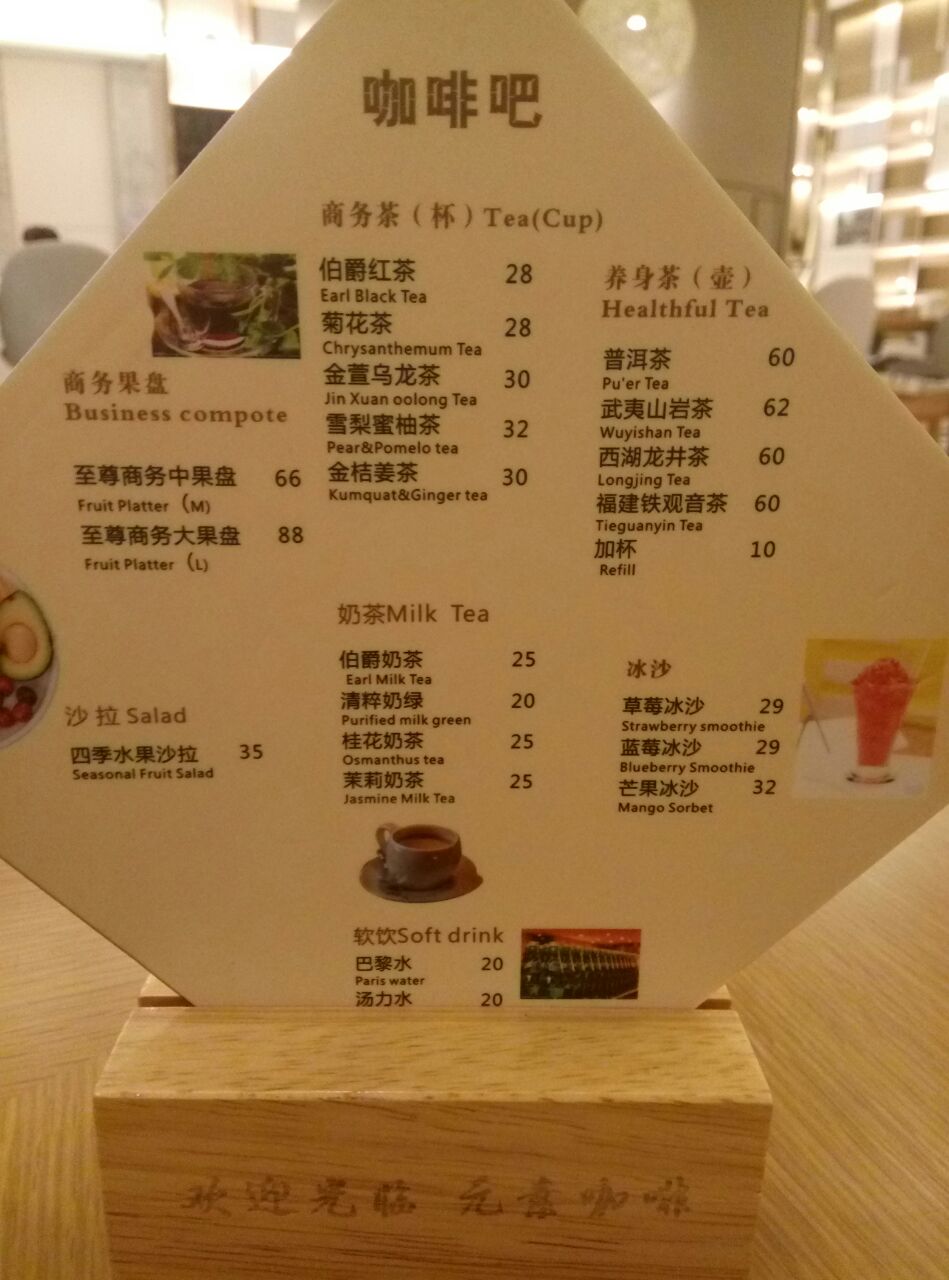 咖啡吧
商务茶（杯）Tea(Cup)
伯爵红茶 28
Earl Black Tea
菊花茶 28
Chrysanthemum Tea
金萱乌龙茶 30
Jin Xuan oolong Tea
雪梨蜜柚茶 32
Pear&Pomelo tea
金桔姜茶 30
Kumquat&Ginger tea
养身茶（壶）
Healthful Tea
普洱茶 60
Pu'er Tea
武夷山岩茶 62
Wuyishan Tea
西湖龙井茶 60
Longjing Tea
福建铁观音茶 60
Tieguanyin Tea
加杯 10
Refill
商务果盘
Business compote
至尊商务中果盘 66
Fruit Platter（M）
至尊商务大果盘 88
Fruit Platter（L）
沙拉 Salad
四季水果沙拉 35
Seasonal Fruit Salad
奶茶Milk Tea
伯爵奶茶 25
Earl Milk Tea
清粹奶绿 20
Purified milk green
桂花奶茶 25
Osmanthus tea
茉莉奶茶 25
Jasmine Milk Tea
冰沙
草莓冰沙 29
Strawberry smoothie
蓝莓冰沙 29
Blueberry Smoothie
芒果冰沙 32
Mango Sorbet
软饮Soft drink
巴黎水 20
Paris water
汤力水 20
欢迎光临 元素咖啡